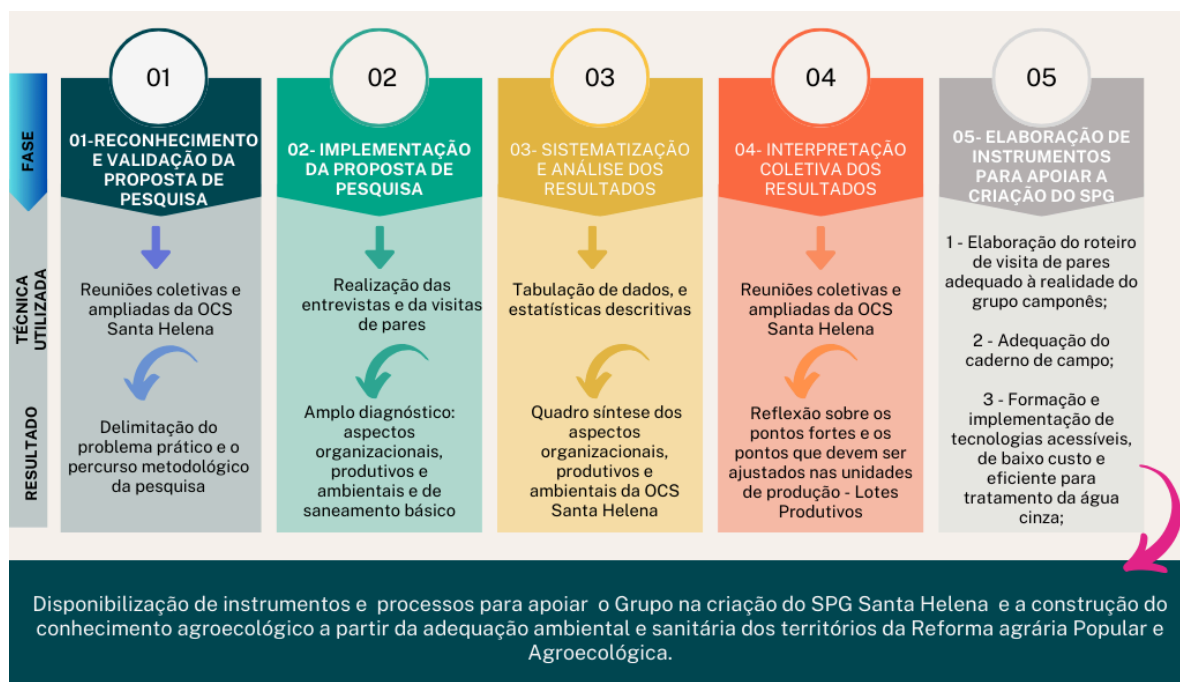 01
02
03
04
05
FASE
01-RECONHECIMENTO
E VALIDAÇÃO DA
PROPOSTA DE
PESQUISA
02- IMPLEMENTAÇÃO
DA PROPOSTA DE
PESQUISA
03- SISTEMATIZAÇÃO
E ANÁLISE DOS
RESULTADOS
04- INTERPRETAÇÃO
COLETIVA DOS
RESULTADOS
05- ELABORAÇÃO DE
INSTRUMENTOS
PARA APOIAR A
CRIAÇÃO DO SPG
TÉCNICA
UTILIZADA
Reuniões coletivas e
ampliadas da OCS
Santa Helena
Realização das
entrevistas e da visitas
de pares
Tabulação de dados, e
estatísticas descritivas
Reuniões coletivas e
ampliadas da OCS
Santa Helena
1 - Elaboração do roteiro
de visita de pares
adequado à realidade do
grupo camponês;
2 - Adequação do
caderno de campo;
3 - Formação e
implementação de
tecnologias acessíveis,
de baixo custo e
eficiente para
tratamento da água
cinza;
RESULTADO
Delimitação do
problema prático e o
percurso metodológico
da pesquisa
Amplo diagnóstico:
aspectos
organizacionais,
produtivos e
ambientais e de
saneamento básico
Quadro síntese dos
aspectos
organizacionais,
produtivos e
ambientais da OCS
Santa Helena
Reflexão sobre os
pontos fortes e os
pontos que devem ser
ajustados nas unidades
de produção - Lotes
Produtivos
Disponibilização de instrumentos e processos para apoiar o Grupo na criação do SPG Santa Helena e a construção do
conhecimento agroecológico a partir da adequação ambiental e sanitária dos territórios da Reforma agrária Popular e
Agroecológica.